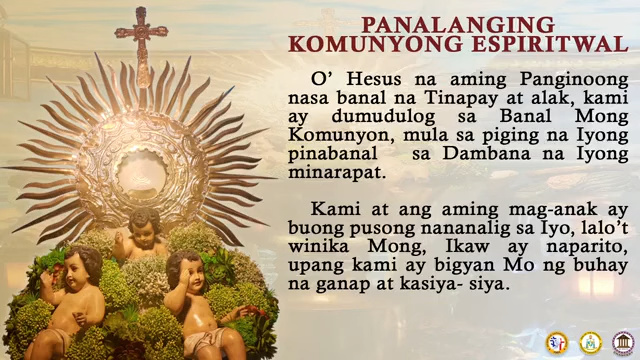 PANALANGING
KOMUNYONG ESPIRITWAL
O' Hesus na aming Panginoong
nasa banal na Tinapay at alak, kami
ay dumudulog sa Banal Mong
Komunyon, mula sa piging na Iyong
pinabanal sa Dambana na Iyong
minarapat.
Kami at ang aming mag-anak ay
buong pusong nananalig sa Iyo, lalo't
winika Mong, Ikaw ay naparito,
upang kami ay bigyan Mo ng buhay
na ganap at kasiya- siya.